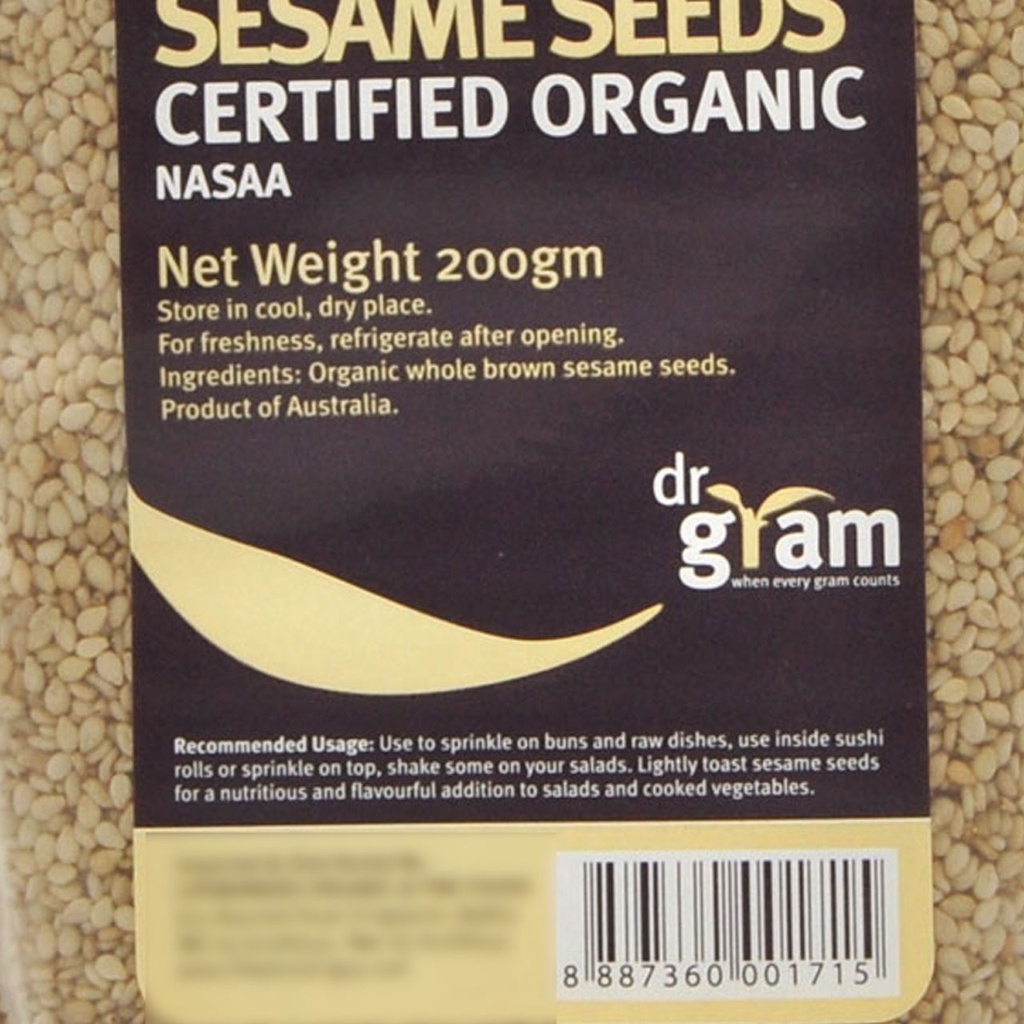 SESAME SEEDS
CERTIFIED ORGANIC
NASAA
Net Weight 200gm
Store in cool, dry place.
For freshness, refrigerate after opening.
Ingredients: Organic whole brown sesame seeds.
Product of Australia.
dr
gram
when every gram counts
Recommended Usage: Use to sprinkle on buns and raw dishes, use inside sushi
rolls or sprinkle on top, shake some on your salads. Lightly toast sesame seeds
for a nutritious and flavourful addition to salads and cooked vegetables.
8 887360 001715